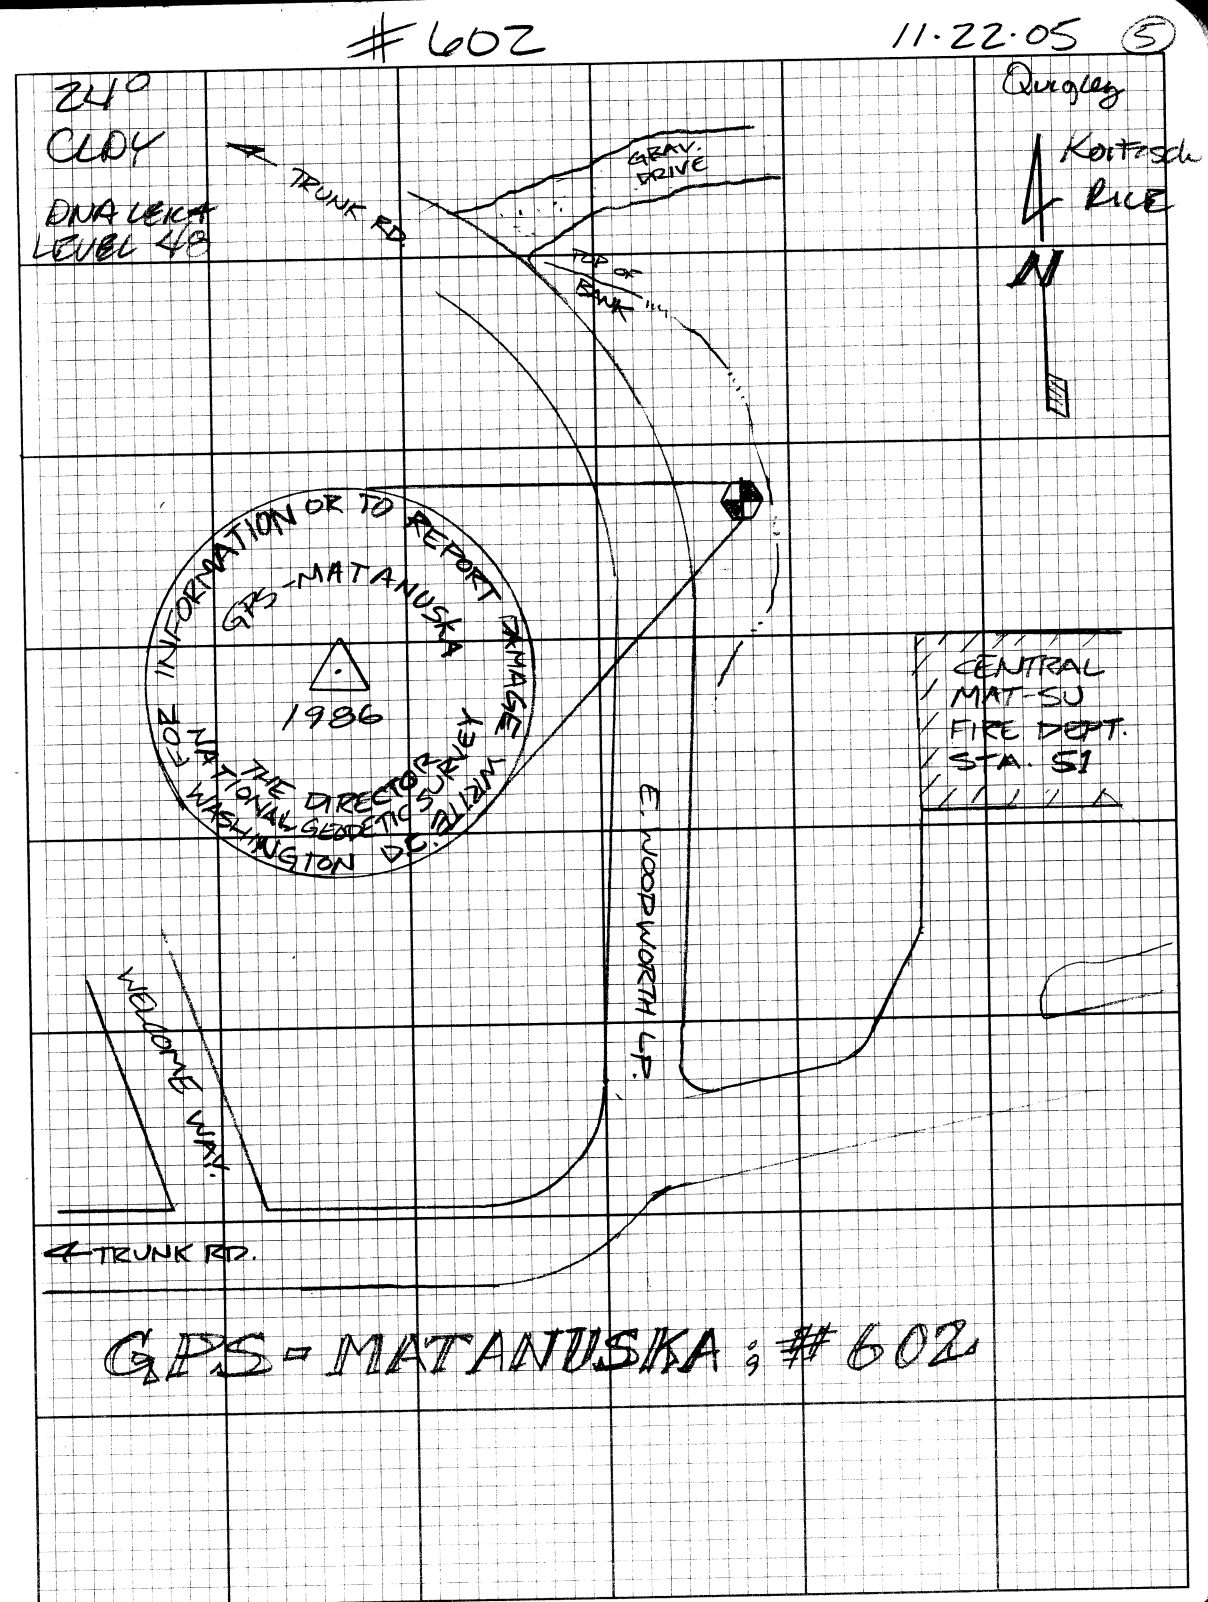 #602
11·22·05 5
24°
CLDY
DNA LEICA
LEVEL 48
Quigley
RICE
N
TRUNK RD.
GRAV.
DRIVE
TOP OF
BANK
FOR INFORMATION OR TO REPORT DAMAGE WRITE
GPS-MATANUSKA
1986
THE DIRECTOR
NATIONAL GEODETIC SURVEY
WASHINGTON D.C.
CENTRAL
MAT-SU
FIRE DEPT.
STA. 51
E. WOODWORTH LP.
WELCOME WAY.
TRUNK RD.
GPS-MATANUSKA; #602